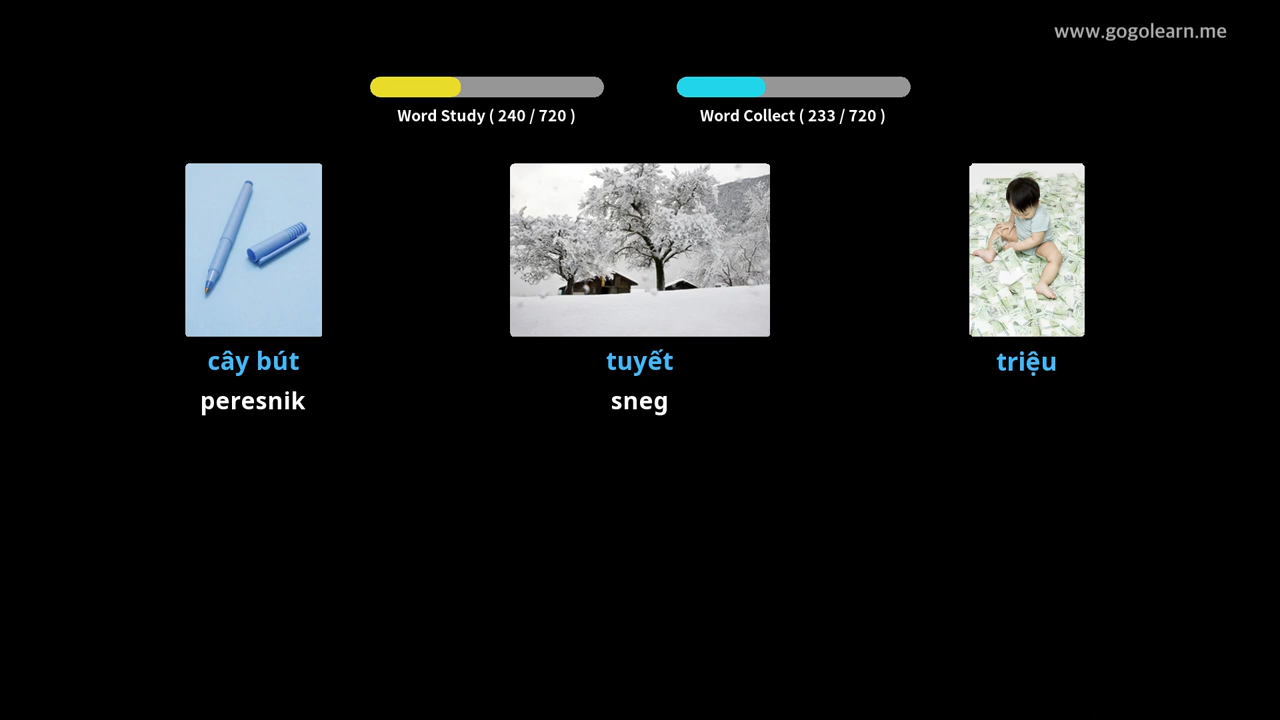 www.gogolearn.me
Word Study ( 240 / 720 )
Word Collect ( 233 / 720 )
cây bút
tuyết
triệu
peresnik
sneg